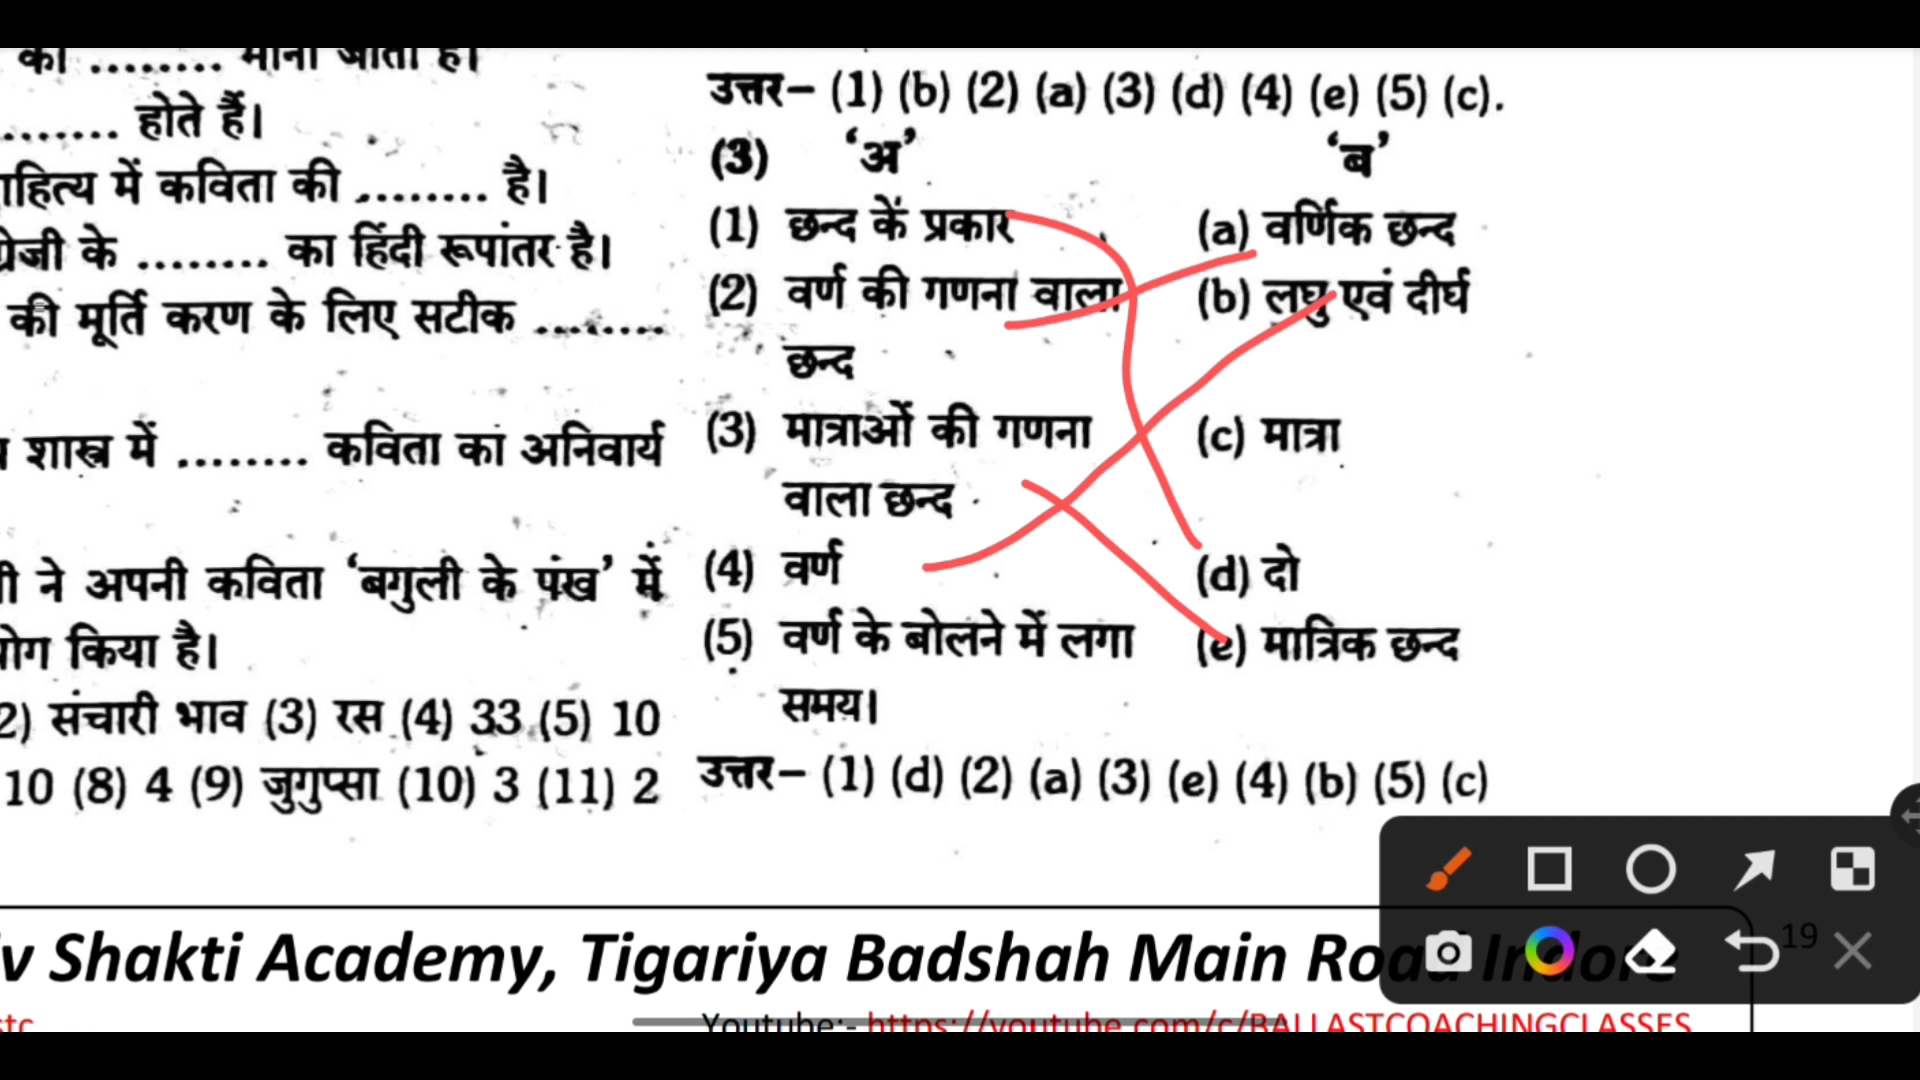 को ........ माना जाता है।
....... होते हैं।
ाहित्य में कविता की ........ है।
ग्रेजी के ........ का हिंदी रूपांतर है।
की मूर्ति करण के लिए सटीक ........
शास्त्र में ........ कविता का अनिवार्य
ी ने अपनी कविता ‘बगुली के पंख’ में
योग किया है।
2) संचारी भाव (3) रस (4) 33 (5) 10
10 (8) 4 (9) जुगुप्सा (10) 3 (11) 2
उत्तर– (1) (b) (2) (a) (3) (d) (4) (e) (5) (c).
(3) ‘अ’ ‘ब’
(1) छन्द कें प्रकार (a) वर्णिक छन्द
(2) वर्ण की गणना वाला (b) लघु एवं दीर्घ
छन्द
(3) मात्राओं की गणना (c) मात्रा
वाला छन्द
(4) वर्ण (d) दो
(5) वर्ण के बोलने में लगा (e) मात्रिक छन्द
समय।
उत्तर– (1) (d) (2) (a) (3) (e) (4) (b) (5) (c)
v Shakti Academy, Tigariya Badshah Main Road Indore
19
stc
Youtube:- https://youtube.com/c/BALLASTCOACHINGCLASSES